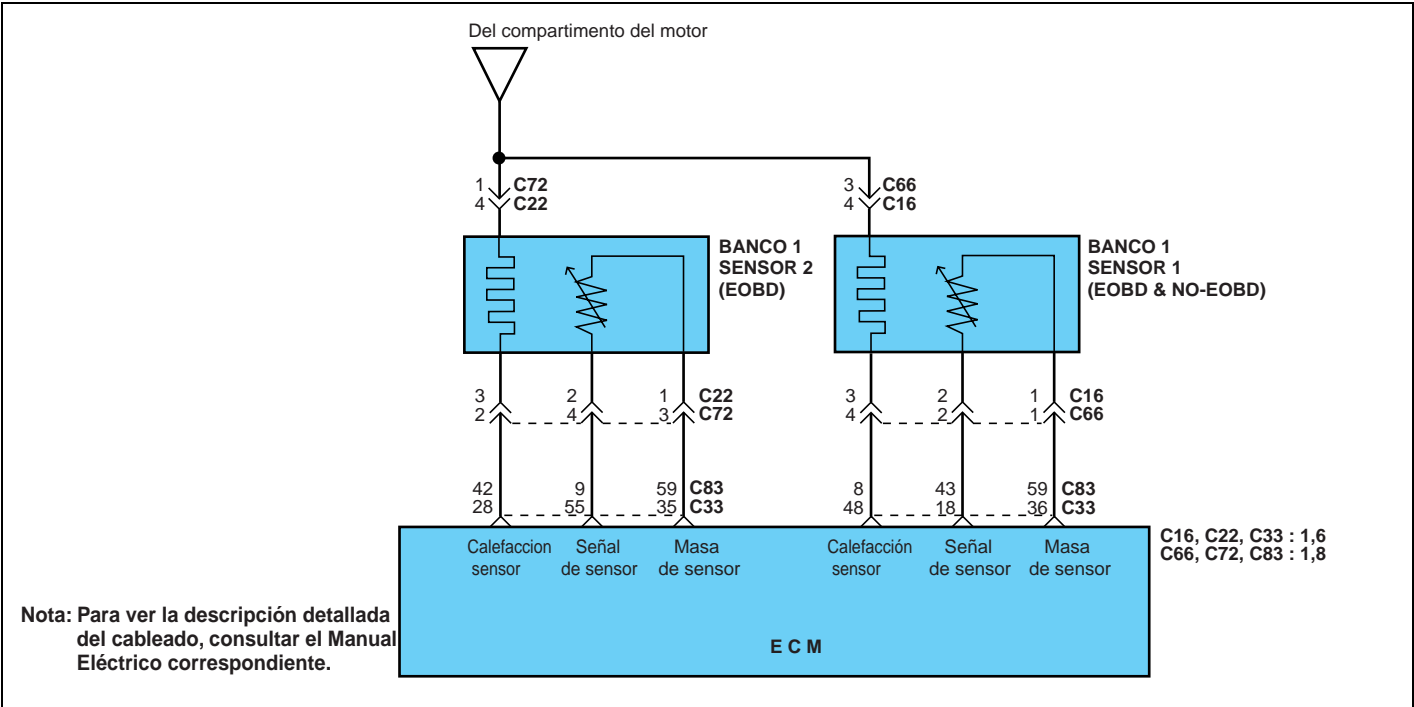 Del compartimento del motor
1 C72
4 C22
3 C66
4 C16
BANCO 1
SENSOR 2
(EOBD)
BANCO 1
SENSOR 1
(EOBD & NO-EOBD)
3 2 1 C22
2 4 3 C72
3 2 1 C16
4 2 1 C66
42 9 59 C83
28 55 35 C33
8 43 59 C83
48 18 36 C33
Calefaccion
sensor
Señal
de sensor
Masa
de sensor
Calefacción
sensor
Señal
de sensor
Masa
de sensor
C16, C22, C33 : 1,6
C66, C72, C83 : 1,8
Nota: Para ver la descripción detallada
del cableado, consultar el Manual
Eléctrico correspondiente.
E C M